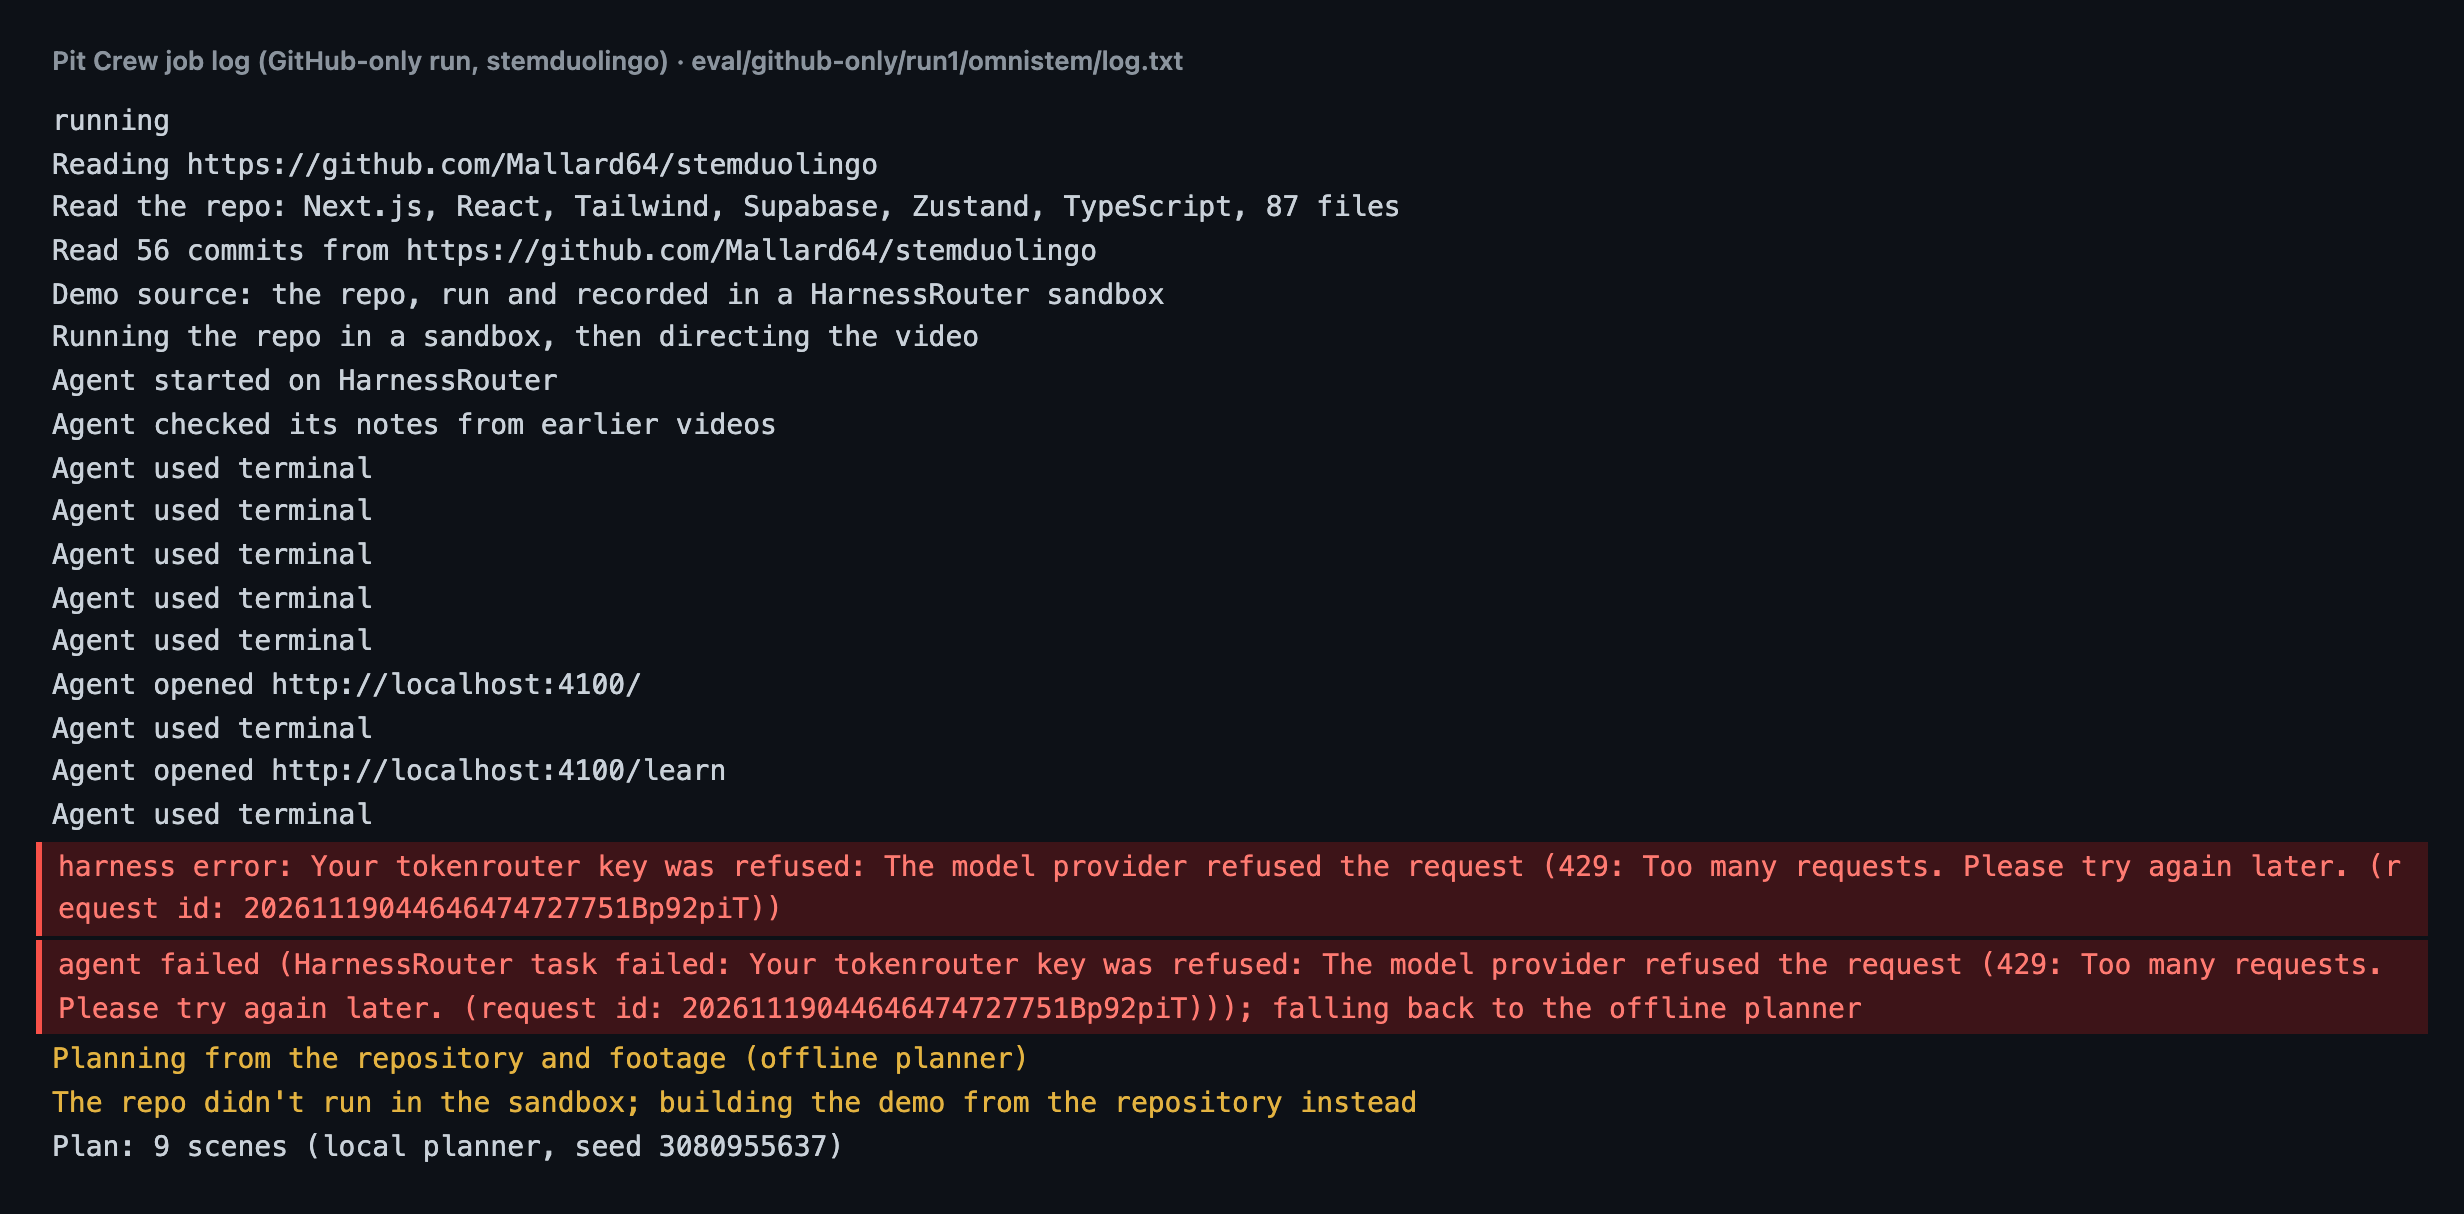 Pit Crew job log (GitHub-only run, stemduolingo) · eval/github-only/run1/omnistem/log.txt
running
Reading https://github.com/Mallard64/stemduolingo
Read the repo: Next.js, React, Tailwind, Supabase, Zustand, TypeScript, 87 files
Read 56 commits from https://github.com/Mallard64/stemduolingo
Demo source: the repo, run and recorded in a HarnessRouter sandbox
Running the repo in a sandbox, then directing the video
Agent started on HarnessRouter
Agent checked its notes from earlier videos
Agent used terminal
Agent used terminal
Agent used terminal
Agent used terminal
Agent used terminal
Agent opened http://localhost:4100/
Agent used terminal
Agent opened http://localhost:4100/learn
Agent used terminal
harness error: Your tokenrouter key was refused: The model provider refused the request (429: Too many requests. Please try again later. (r
equest id: 20261119044646474727751Bp92piT))
agent failed (HarnessRouter task failed: Your tokenrouter key was refused: The model provider refused the request (429: Too many requests.
Please try again later. (request id: 20261119044646474727751Bp92piT))); falling back to the offline planner
Planning from the repository and footage (offline planner)
The repo didn't run in the sandbox; building the demo from the repository instead
Plan: 9 scenes (local planner, seed 3080955637)